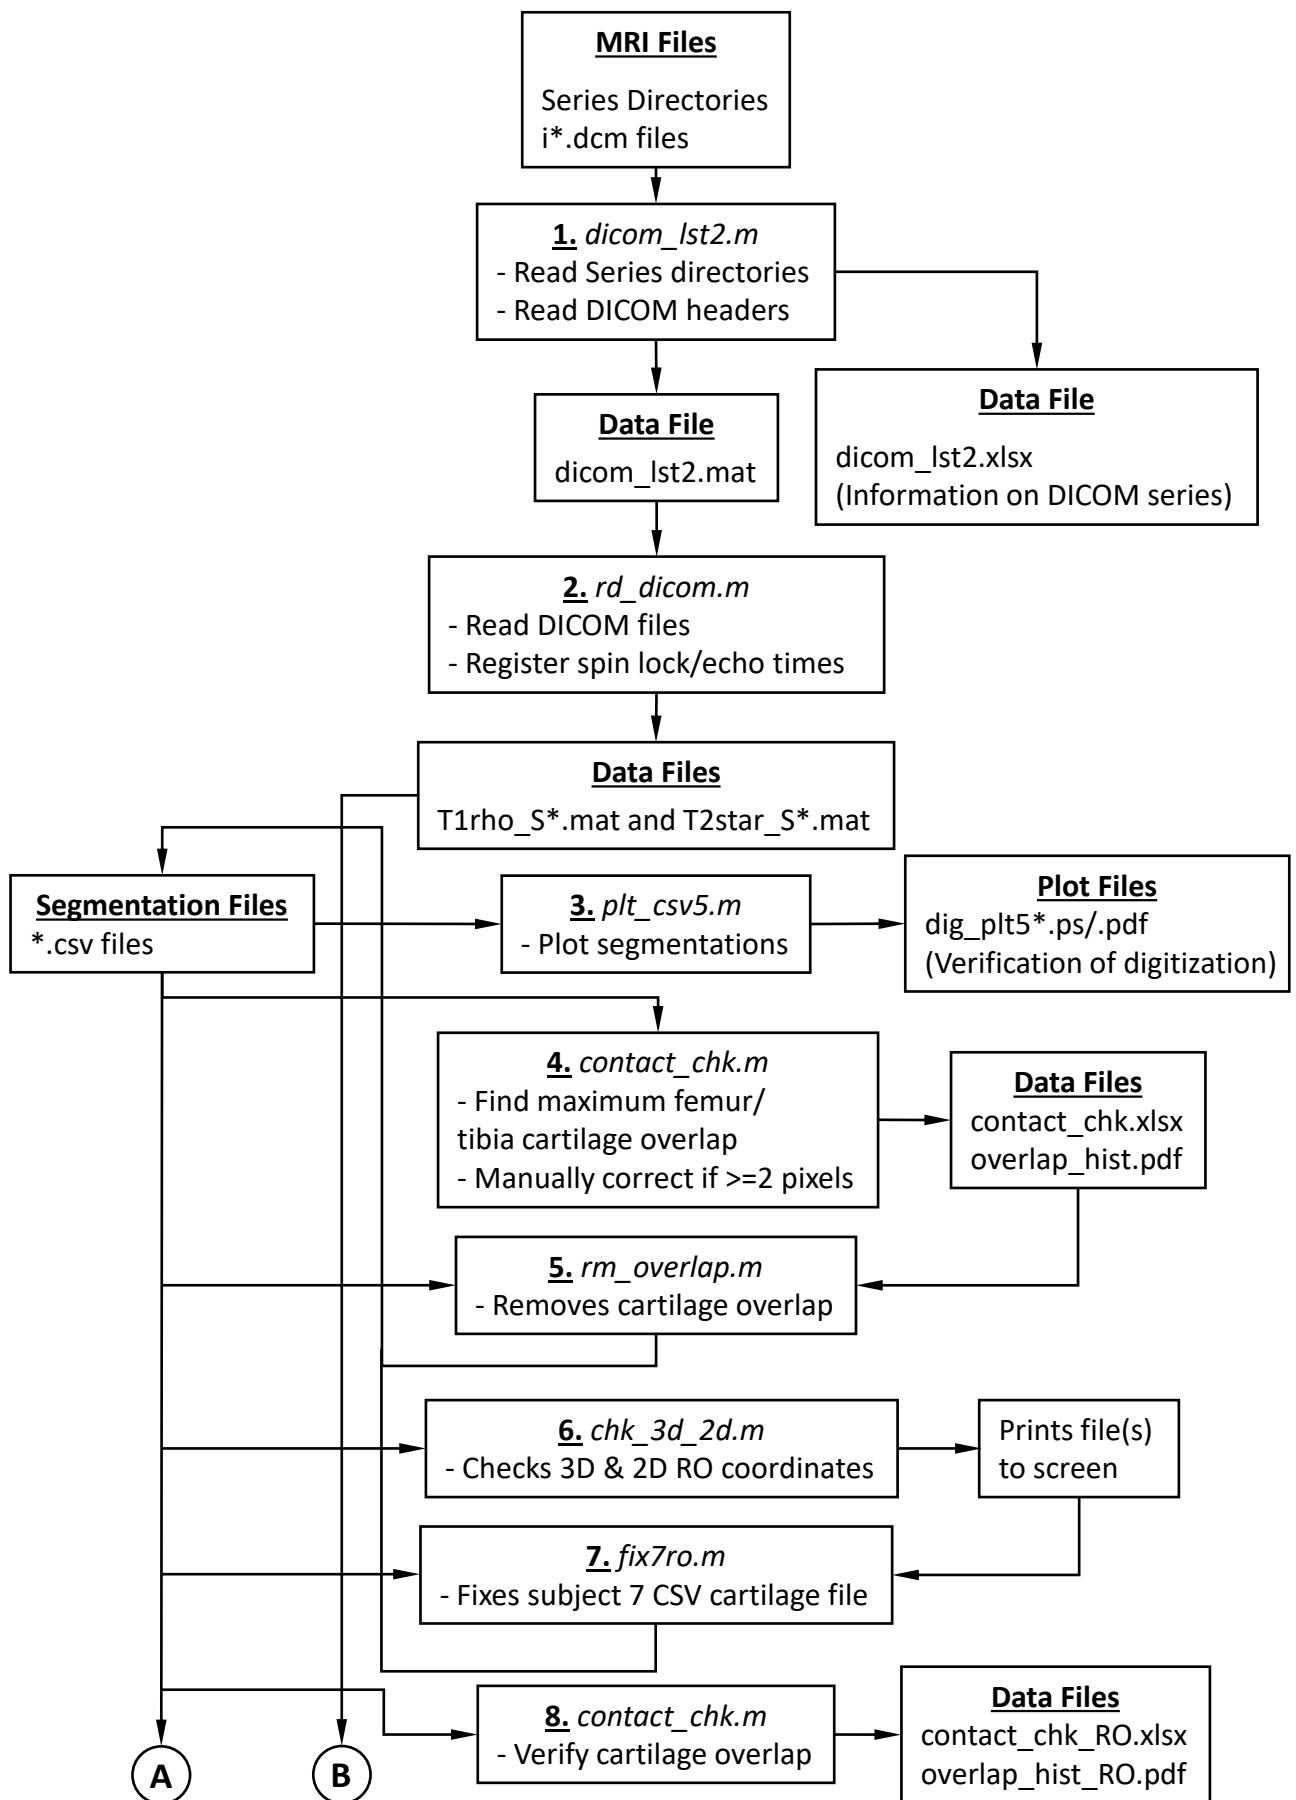 MRI Files
Series Directories
i*.dcm files
1. dicom_lst2.m
- Read Series directories
- Read DICOM headers
Data File
dicom_lst2.mat
Data File
dicom_lst2.xlsx
(Information on DICOM series)
2. rd_dicom.m
- Read DICOM files
- Register spin lock/echo times
Data Files
T1rho_S*.mat and T2star_S*.mat
Segmentation Files
*.csv files
3. plt_csv5.m
- Plot segmentations
Plot Files
dig_plt5*.ps/.pdf
(Verification of digitization)
4. contact_chk.m
- Find maximum femur/
tibia cartilage overlap
- Manually correct if >=2 pixels
Data Files
contact_chk.xlsx
overlap_hist.pdf
5. rm_overlap.m
- Removes cartilage overlap
6. chk_3d_2d.m
- Checks 3D & 2D RO coordinates
Prints file(s)
to screen
7. fix7ro.m
- Fixes subject 7 CSV cartilage file
8. contact_chk.m
- Verify cartilage overlap
Data Files
contact_chk_RO.xlsx
overlap_hist_RO.pdf
A
B